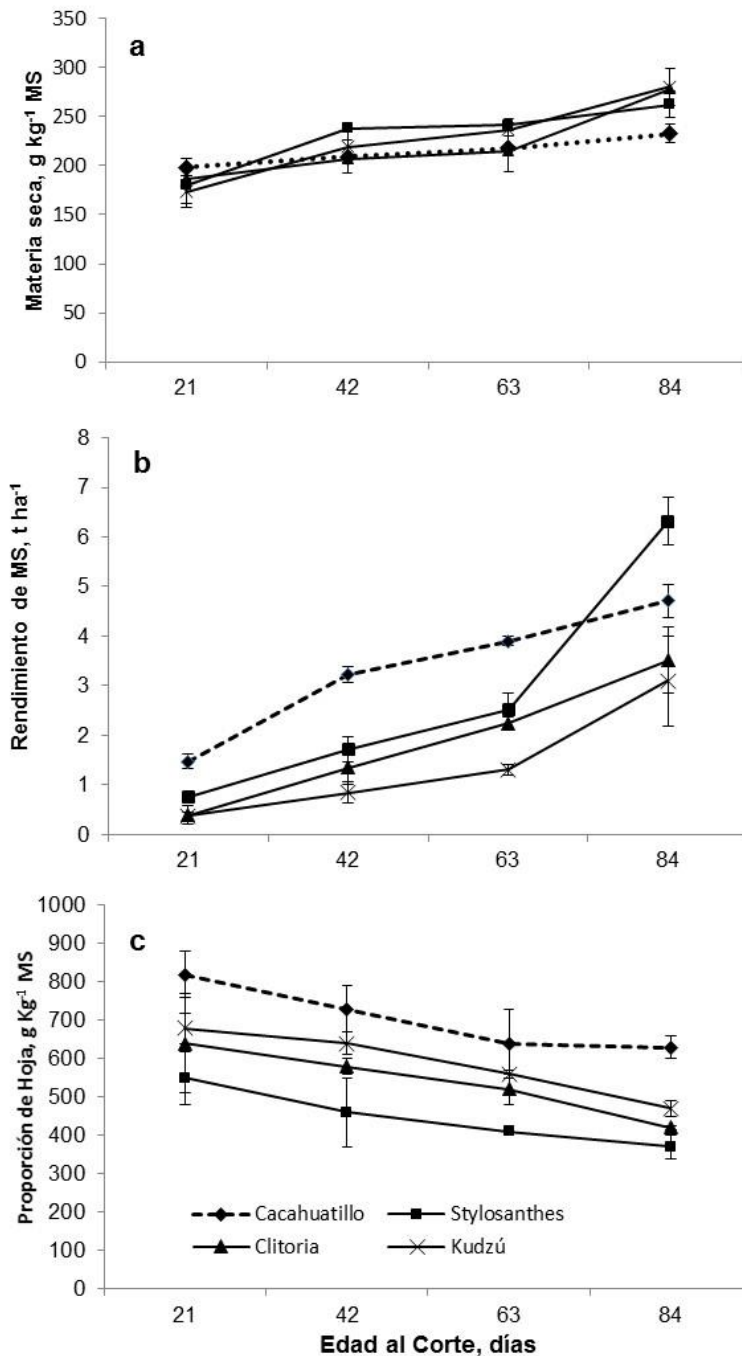 a
Materia seca, g kg⁻¹ MS
350
300
250
200
150
100
50
0
21 42 63 84
b
Rendimiento de MS, t ha⁻¹
8
7
6
5
4
3
2
1
0
21 42 63 84
c
Proporción de Hoja, g Kg⁻¹ MS
1000
900
800
700
600
500
400
300
200
100
0
Cacahuatillo Stylosanthes
Clitoria Kudzú
21 42 63 84
Edad al Corte, días